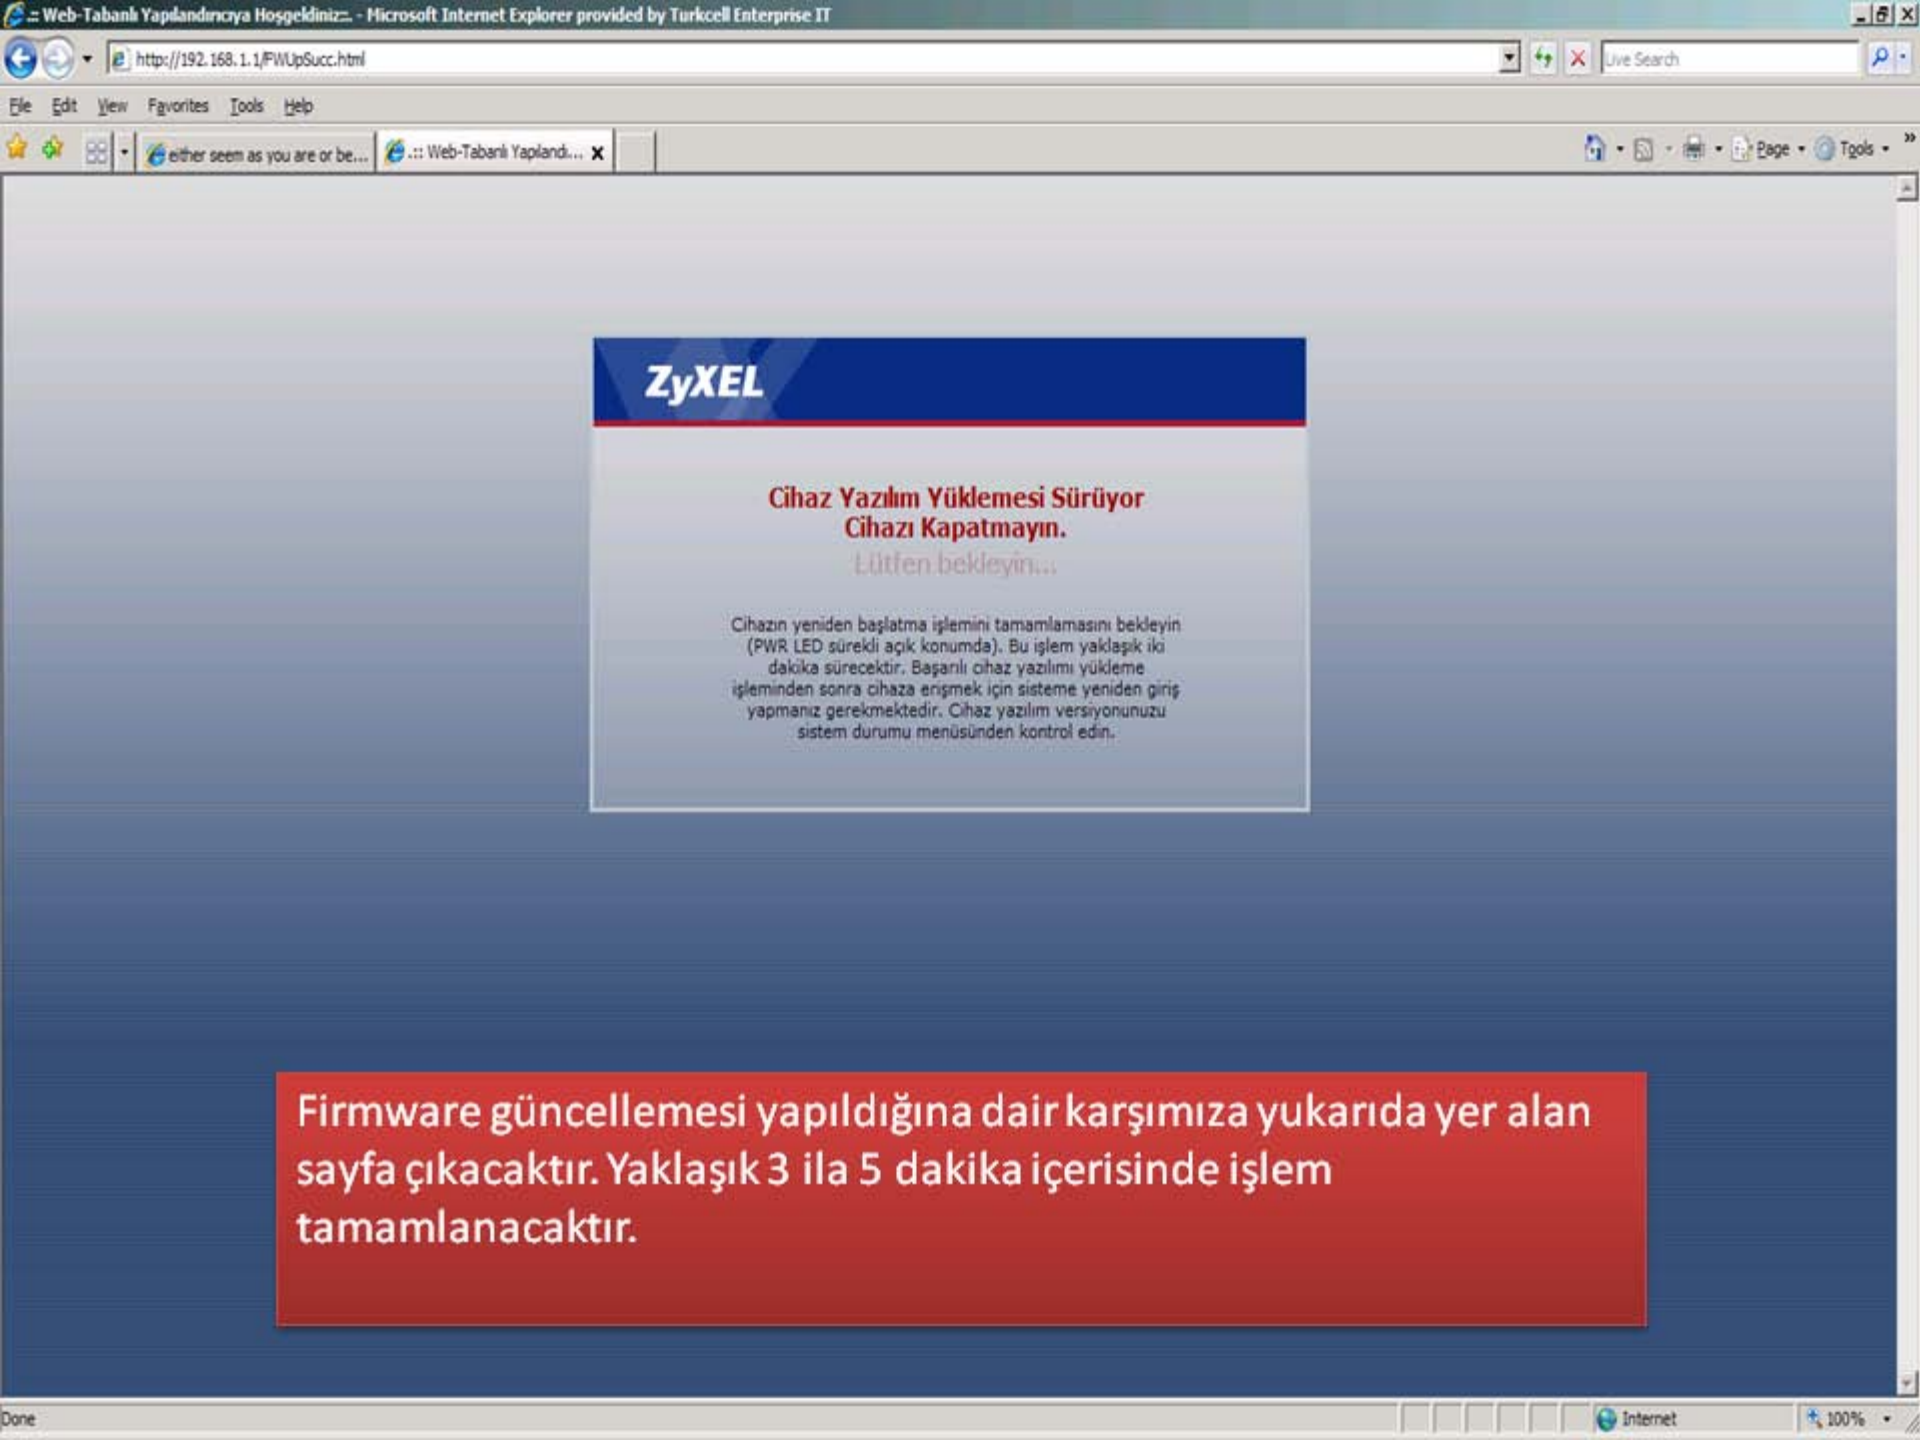 .:: Web-Tabanlı Yapılandırıcıya Hoşgeldiniz::. - Microsoft Internet Explorer provided by Turkcell Enterprise IT
http://192.168.1.1/FWUpSucc.html
Live Search
File Edit View Favorites Tools Help
either seem as you are or be...
.:: Web-Tabanlı Yapılandı...
Page Tools
ZyXEL
Cihaz Yazılım Yüklemesi Sürüyor
Cihazı Kapatmayın.
Lütfen bekleyin...
Cihazın yeniden başlatma işlemini tamamlamasını bekleyin
(PWR LED sürekli açık konumda). Bu işlem yaklaşık iki
dakika sürecektir. Başarılı cihaz yazılımı yükleme
işleminden sonra cihaza erişmek için sisteme yeniden giriş
yapmanız gerekmektedir. Cihaz yazılım versiyonunuzu
sistem durumu menüsünden kontrol edin.
Firmware güncellemesi yapıldığına dair karşımıza yukarıda yer alan
sayfa çıkacaktır. Yaklaşık 3 ila 5 dakika içerisinde işlem
tamamlanacaktır.
Done
Internet
100%